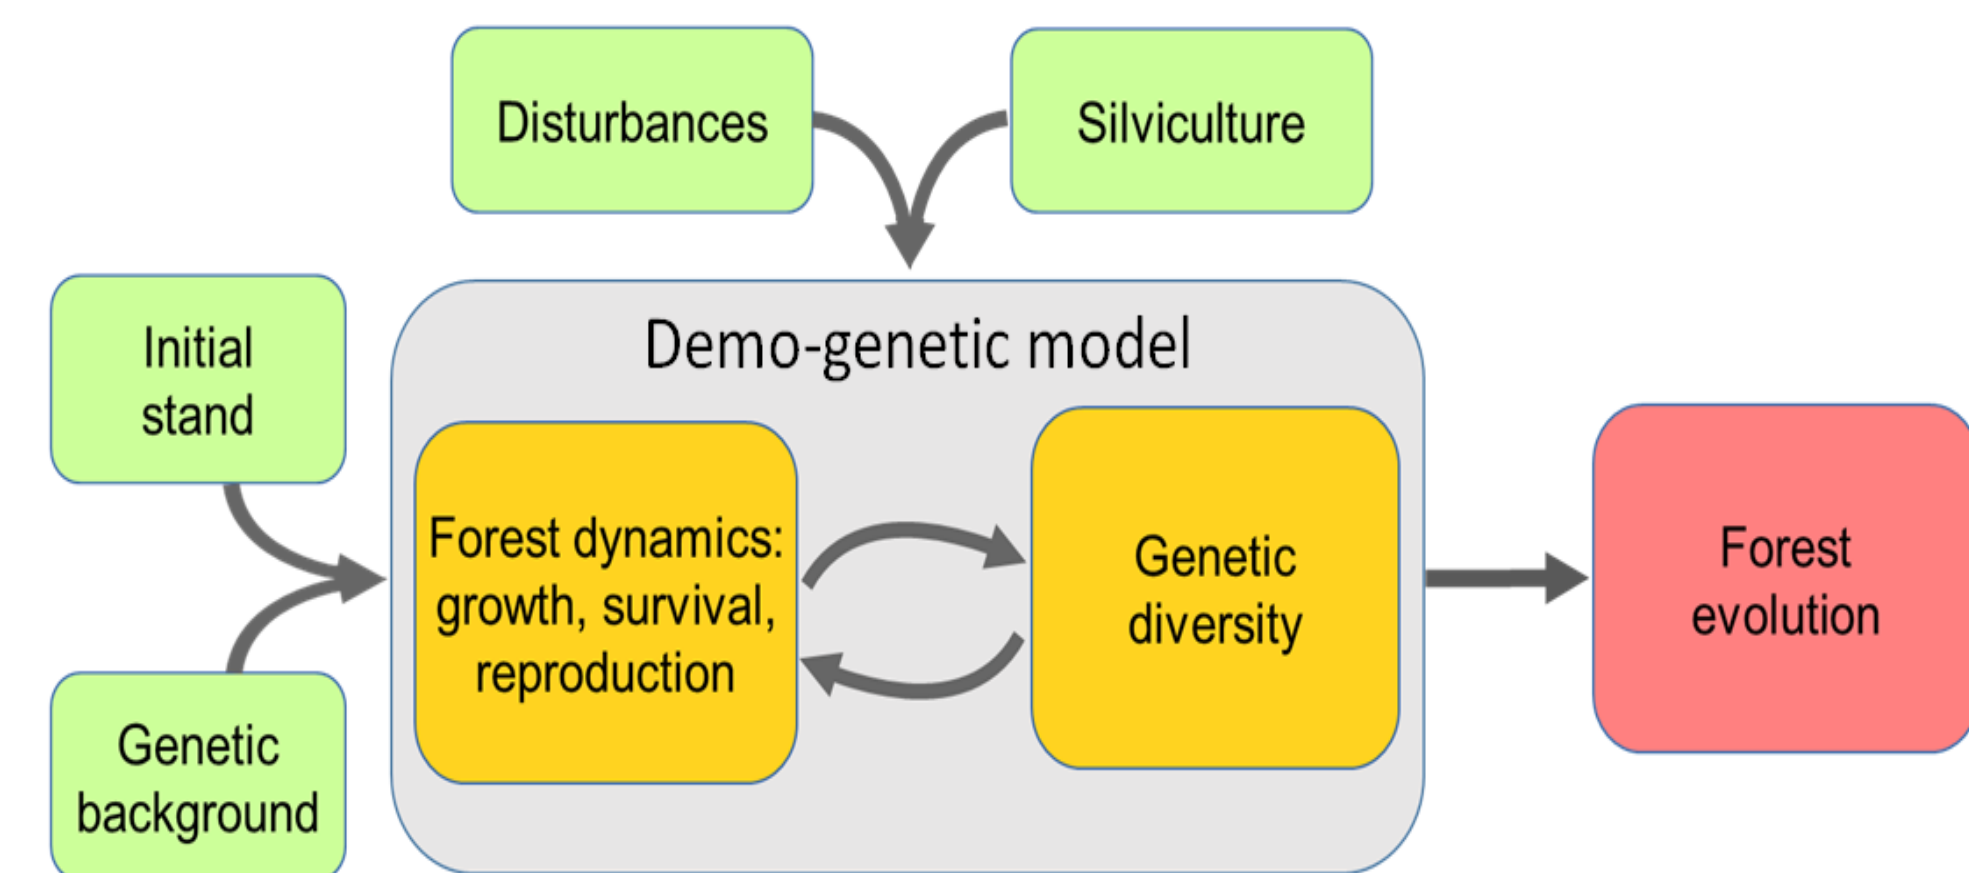 Disturbances
Silviculture
Initial
stand
Demo-genetic model
Forest dynamics:
growth, survival,
reproduction
Genetic
diversity
Forest
evolution
Genetic
background